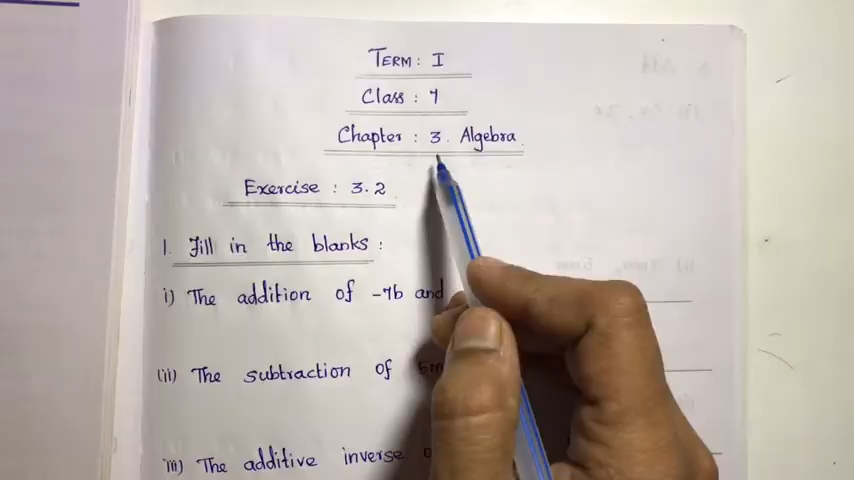 TERM: I
Class: 7
Chapter: 3. Algebra.
Exercise: 3.2
1. Fill in the blanks:
i) The addition of -7b and
(ii) The subtraction of 5m
iii) The additive inverse o